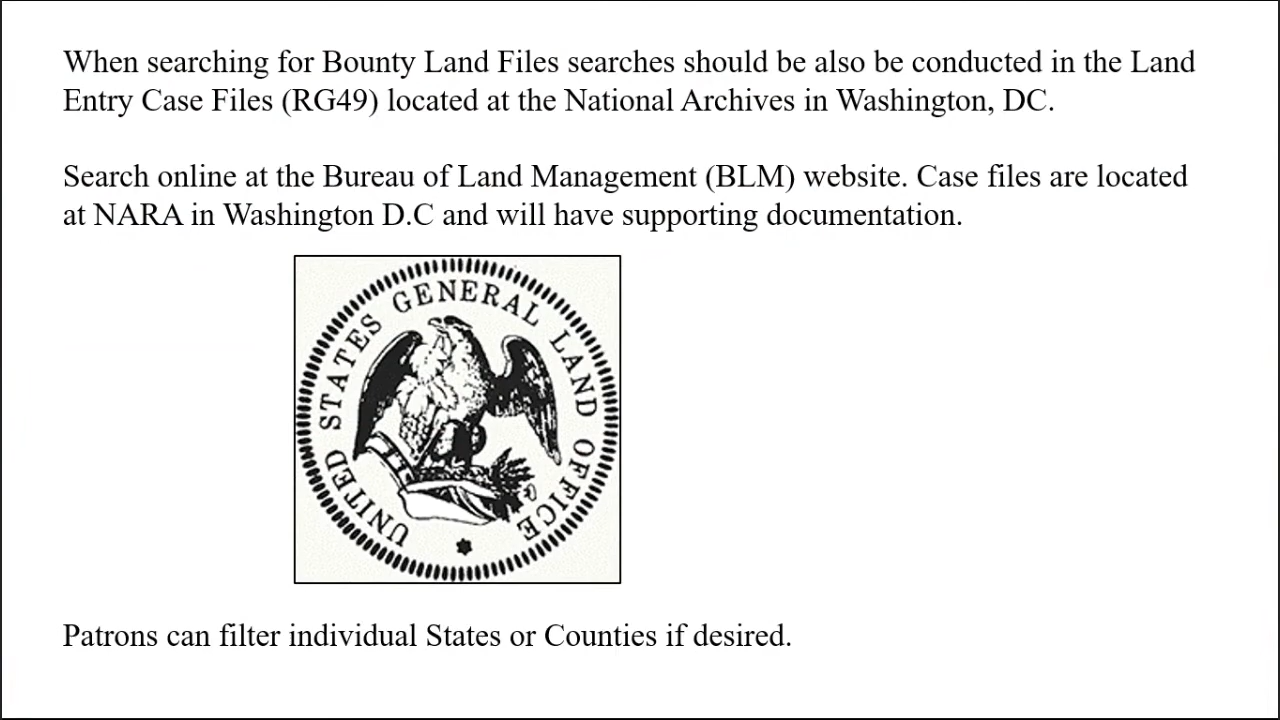 When searching for Bounty Land Files searches should be also be conducted in the Land
Entry Case Files (RG49) located at the National Archives in Washington, DC.
Search online at the Bureau of Land Management (BLM) website. Case files are located
at NARA in Washington D.C and will have supporting documentation.
UNITED STATES GENERAL LAND OFFICE
Patrons can filter individual States or Counties if desired.